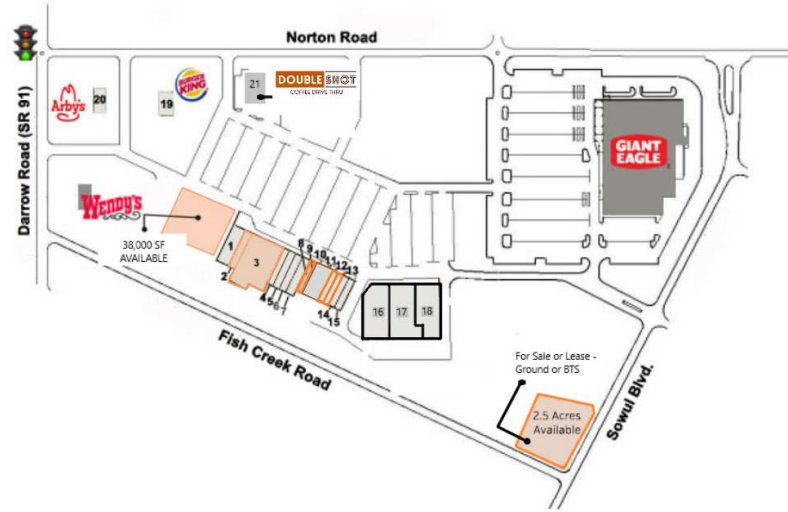 Norton Road
Darrow Road (SR 91)
Arby's
20
BURGER
KING
19
21
DOUBLE SHOT
COFFEE DRIVE THRU
GIANT
EAGLE
WENDY'S
38,000 SF
AVAILABLE
1
2
3
4
5
6
7
8
9
10
11
12
13
14
15
16
17
18
Fish Creek Road
For Sale or Lease -
Ground or BTS
2.5 Acres
Available
Sowul Blvd.